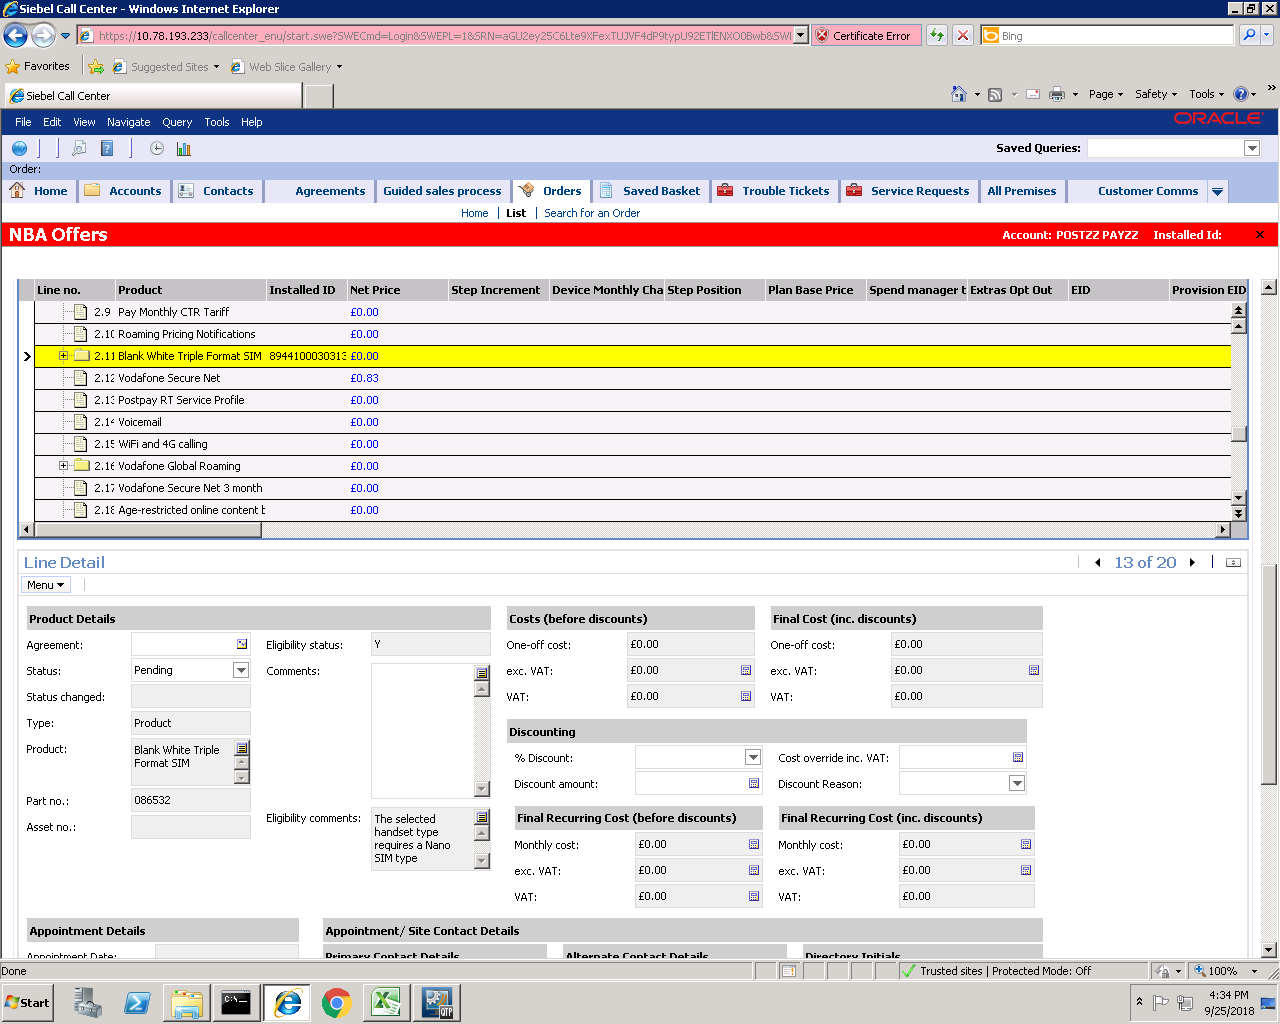 Siebel Call Center - Windows Internet Explorer
https://10.78.193.233/callcenter_enu/start.swe?SWECmd=Login&SWEPL=1&SRN= Certificate Error Bing
Favorites Suggested Sites Web Slice Gallery
Siebel Call Center Page Safety Tools »
File Edit View Navigate Query Tools Help ORACLE
Saved Queries:
Order:
Home Accounts Contacts Agreements Guided sales process Orders Saved Basket Trouble Tickets Service Requests All Premises Customer Comms
Home | List | Search for an Order
NBA Offers Account: POSTZZ PAYZZ Installed Id: ×
Line no. Product Installed ID Net Price Step Increment Device Monthly Cha Step Position Plan Base Price Spend manager t Extras Opt Out EID Provision EID
2.9 Pay Monthly CTR Tariff £0.00
2.10 Roaming Pricing Notifications £0.00
2.11 Blank White Triple Format SIM 8944100030313 £0.00
2.12 Vodafone Secure Net £0.83
2.13 Postpay RT Service Profile £0.00
2.14 Voicemail £0.00
2.15 WiFi and 4G calling £0.00
2.16 Vodafone Global Roaming £0.00
2.17 Vodafone Secure Net 3 month £0.00
2.18 Age-restricted online content b £0.00
Line Detail 13 of 20
Menu
Product Details Costs (before discounts) Final Cost (inc. discounts)
Agreement: Eligibility status: Y One-off cost: £0.00 One-off cost: £0.00
Status: Pending Comments: exc. VAT: £0.00 exc. VAT: £0.00
Status changed: VAT: £0.00 VAT: £0.00
Type: Product
Discounting
Product: Blank White Triple
Format SIM
% Discount: Cost override inc. VAT:
Discount amount: Discount Reason:
Part no.: 086532
Asset no.:
Eligibility comments: The selected
handset type
requires a Nano
SIM type
Final Recurring Cost (before discounts) Final Recurring Cost (inc. discounts)
Monthly cost: £0.00 Monthly cost: £0.00
exc. VAT: £0.00 exc. VAT: £0.00
VAT: £0.00 VAT: £0.00
Appointment Details Appointment/ Site Contact Details
Appointment Date: Primary Contact Details Alternate Contact Details Directory Initials
Done Trusted sites | Protected Mode: Off 100%
Start C:\ QTP 4:34 PM
9/25/2018